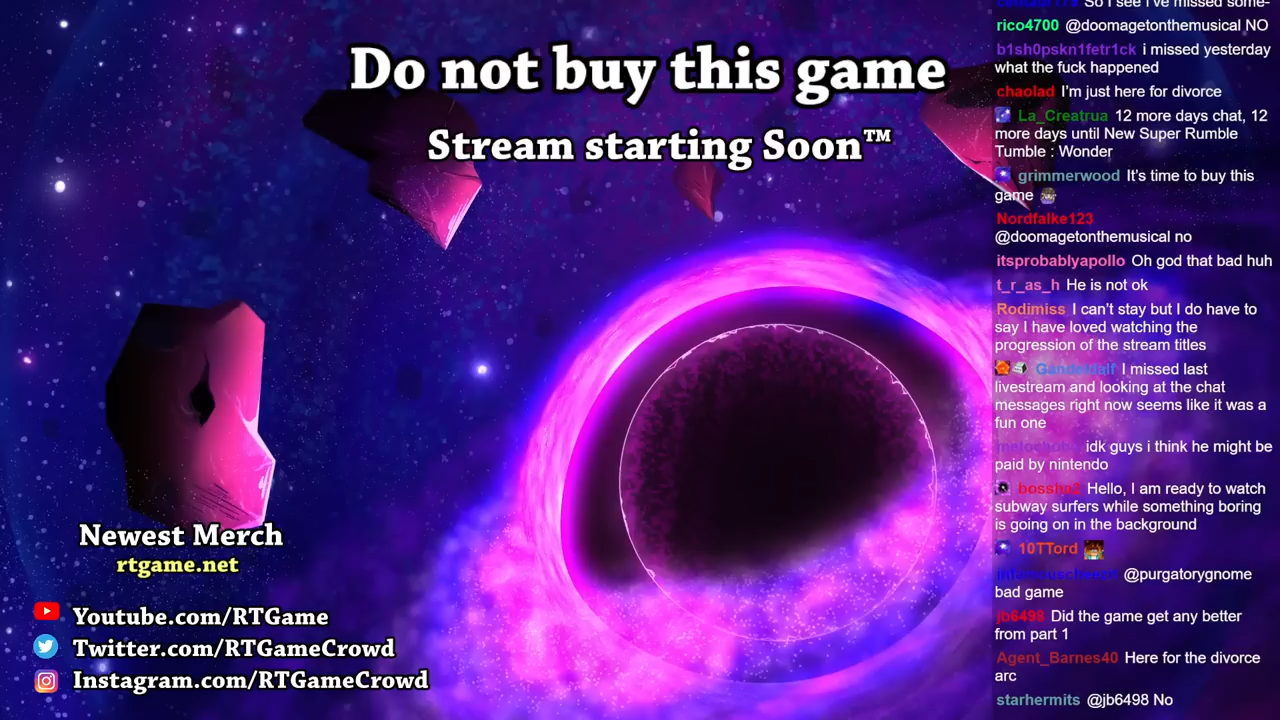 Do not buy this game
Stream starting Soon™
Newest Merch
rtgame.net
Youtube.com/RTGame
Twitter.com/RTGameCrowd
Instagram.com/RTGameCrowd
So I see I've missed some-
rico4700 @doomagetonthemusical NO
b1sh0pskn1fetr1ck i missed yesterday
what the fuck happened
chaolad I'm just here for divorce
La_Creatrua 12 more days chat, 12
more days until New Super Rumble
Tumble : Wonder
grimmerwood It's time to buy this
game
Nordfalke123
@doomagetonthemusical no
itsprobablyapollo Oh god that bad huh
t_r_as_h He is not ok
Rodimiss I can't stay but I do have to
say I have loved watching the
progression of the stream titles
I missed last
livestream and looking at the chat
messages right now seems like it was a
fun one
idk guys i think he might be
paid by nintendo
Hello, I am ready to watch
subway surfers while something boring
is going on in the background
10TTord
@purgatorygnome
bad game
jb6498 Did the game get any better
from part 1
Agent_Barnes40 Here for the divorce
arc
starhermits @jb6498 No